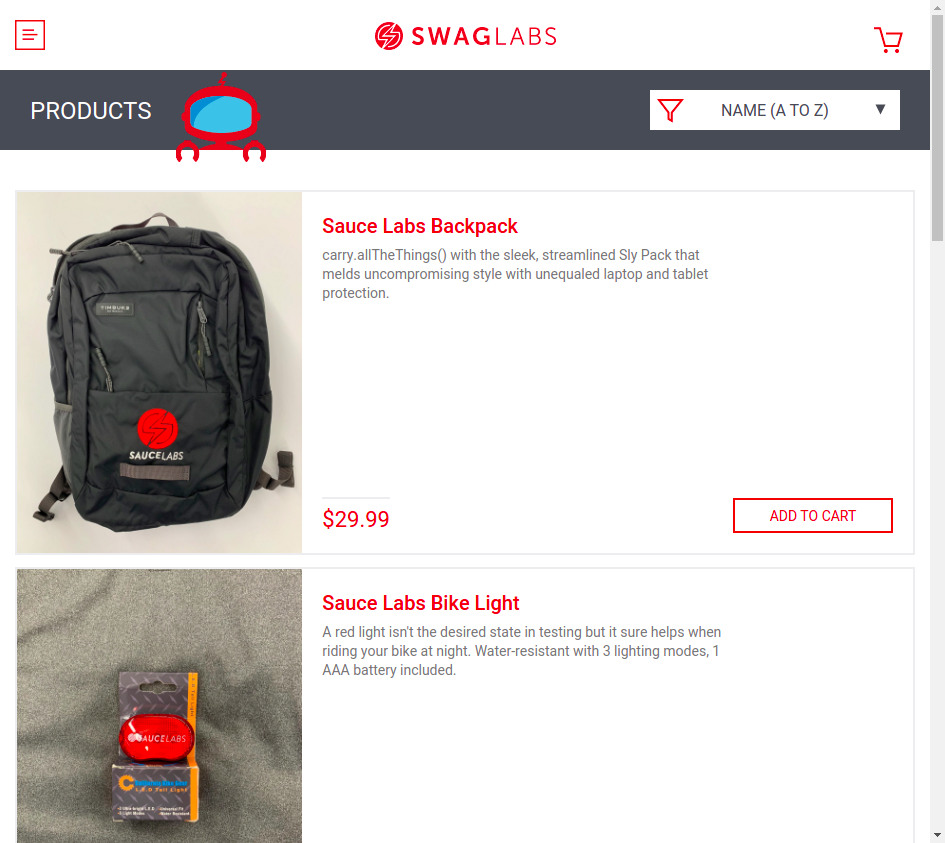 SWAGLABS
PRODUCTS
NAME (A TO Z)
Sauce Labs Backpack
carry.allTheThings() with the sleek, streamlined Sly Pack that
melds uncompromising style with unequaled laptop and tablet
protection.
TIMBUK2
SAUCELABS
$29.99
ADD TO CART
Sauce Labs Bike Light
A red light isn't the desired state in testing but it sure helps when
riding your bike at night. Water-resistant with 3 lighting modes, 1
AAA battery included.
SAUCELABS
L.E.D Tail Light